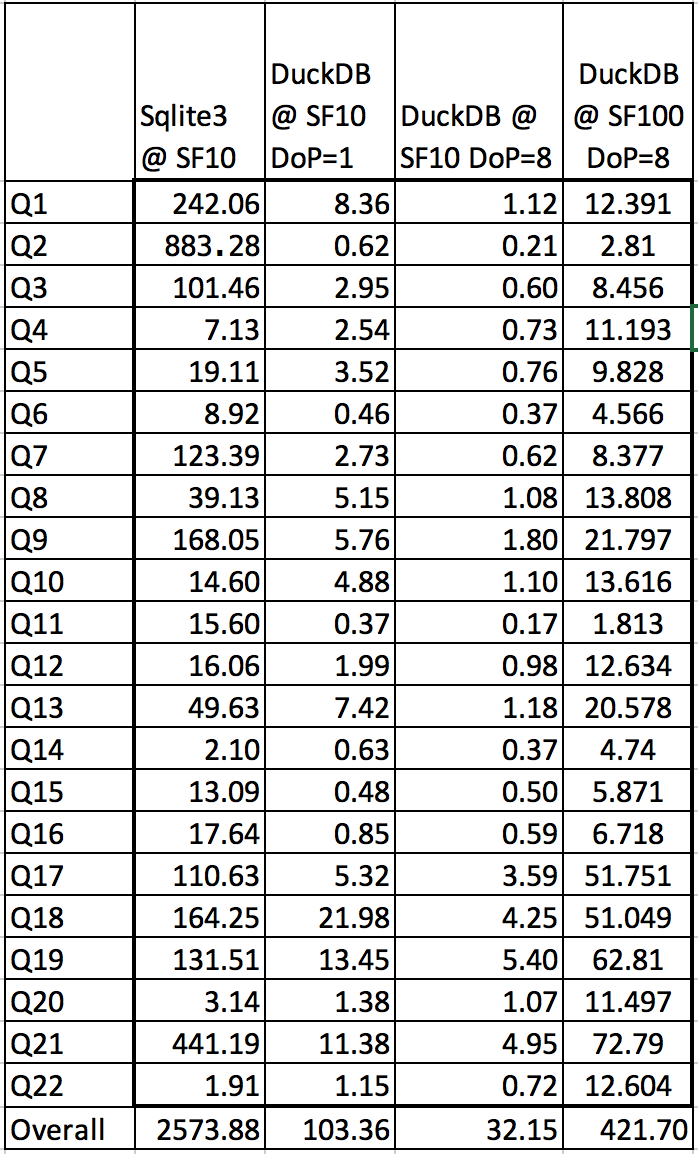 Sqlite3 @ SF10 DuckDB @ SF10 DoP=1 DuckDB @ SF10 DoP=8 DuckDB @ SF100 DoP=8
Q1 242.06 8.36 1.12 12.391
Q2 883.28 0.62 0.21 2.81
Q3 101.46 2.95 0.60 8.456
Q4 7.13 2.54 0.73 11.193
Q5 19.11 3.52 0.76 9.828
Q6 8.92 0.46 0.37 4.566
Q7 123.39 2.73 0.62 8.377
Q8 39.13 5.15 1.08 13.808
Q9 168.05 5.76 1.80 21.797
Q10 14.60 4.88 1.10 13.616
Q11 15.60 0.37 0.17 1.813
Q12 16.06 1.99 0.98 12.634
Q13 49.63 7.42 1.18 20.578
Q14 2.10 0.63 0.37 4.74
Q15 13.09 0.48 0.50 5.871
Q16 17.64 0.85 0.59 6.718
Q17 110.63 5.32 3.59 51.751
Q18 164.25 21.98 4.25 51.049
Q19 131.51 13.45 5.40 62.81
Q20 3.14 1.38 1.07 11.497
Q21 441.19 11.38 4.95 72.79
Q22 1.91 1.15 0.72 12.604
Overall 2573.88 103.36 32.15 421.70